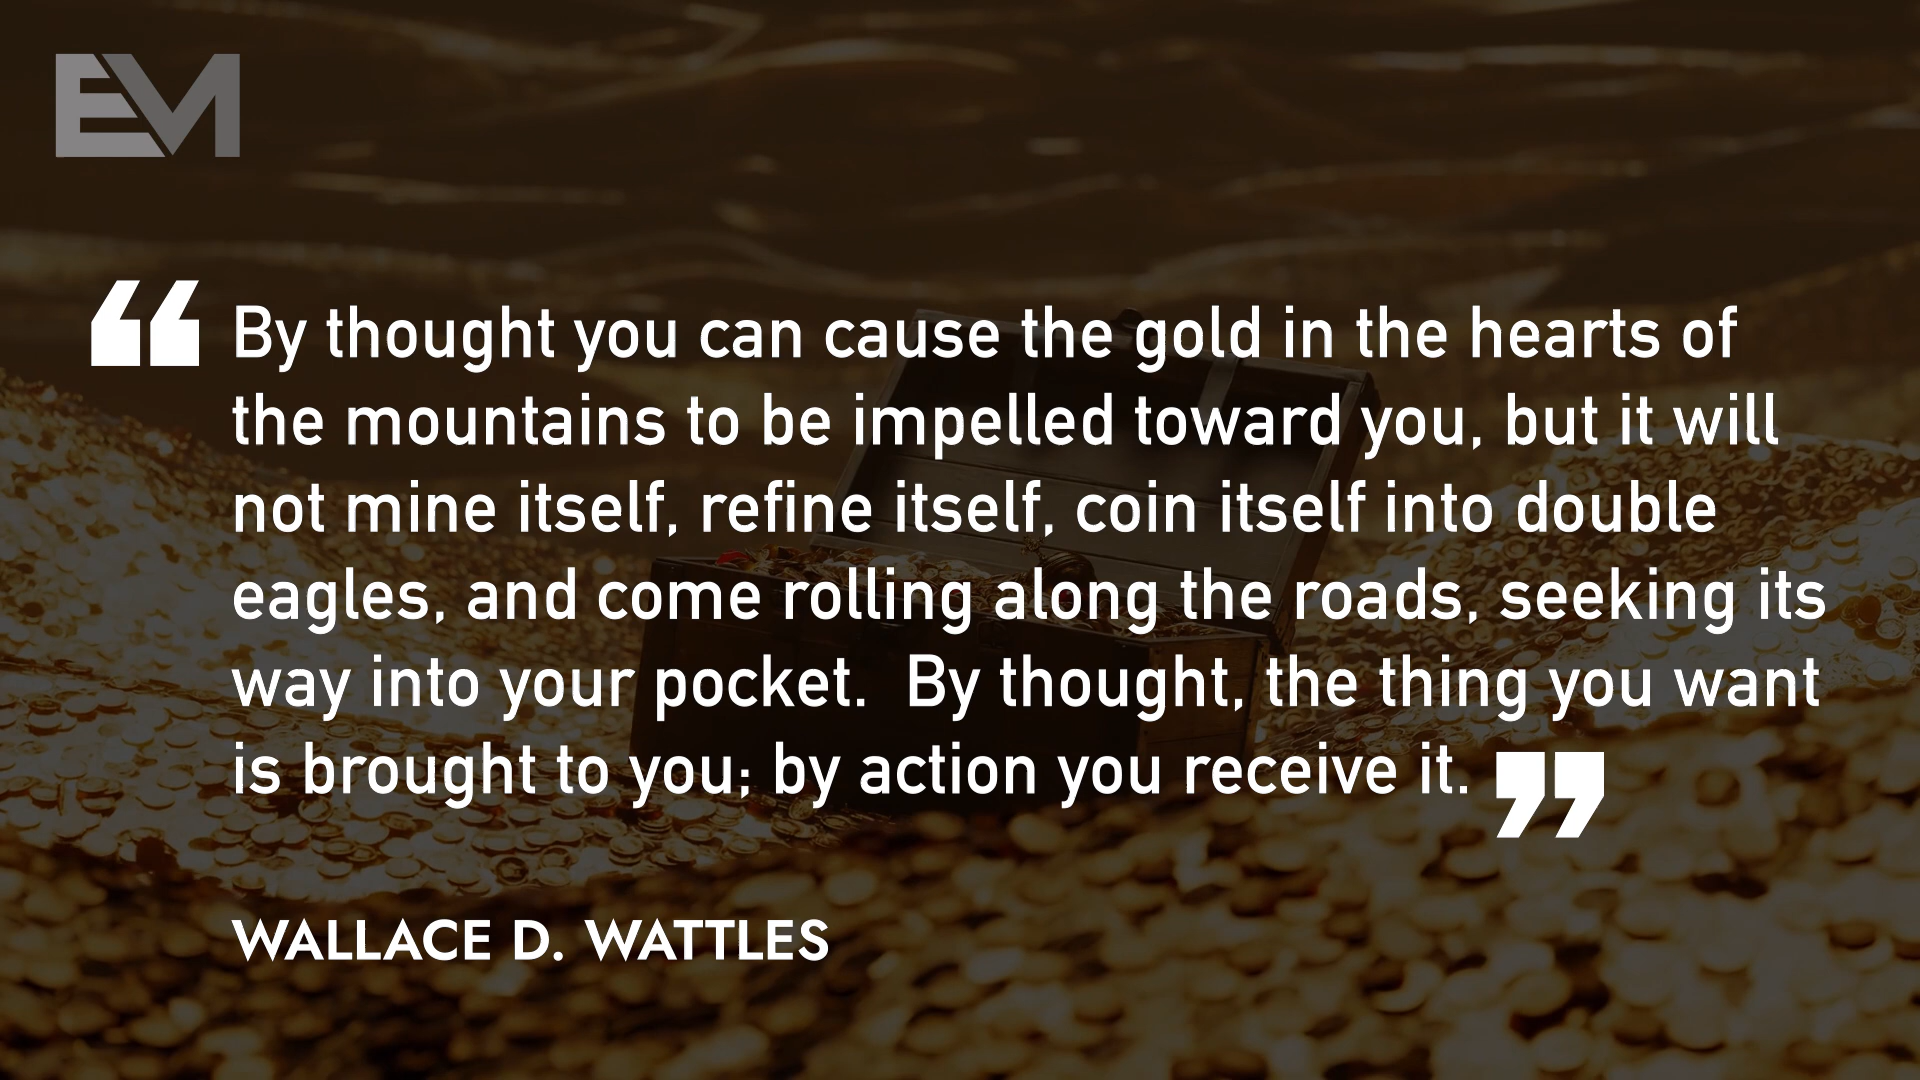 EM
“By thought you can cause the gold in the hearts of
the mountains to be impelled toward you, but it will
not mine itself, refine itself, coin itself into double
eagles, and come rolling along the roads, seeking its
way into your pocket.  By thought, the thing you want
is brought to you; by action you receive it.”
WALLACE D. WATTLES